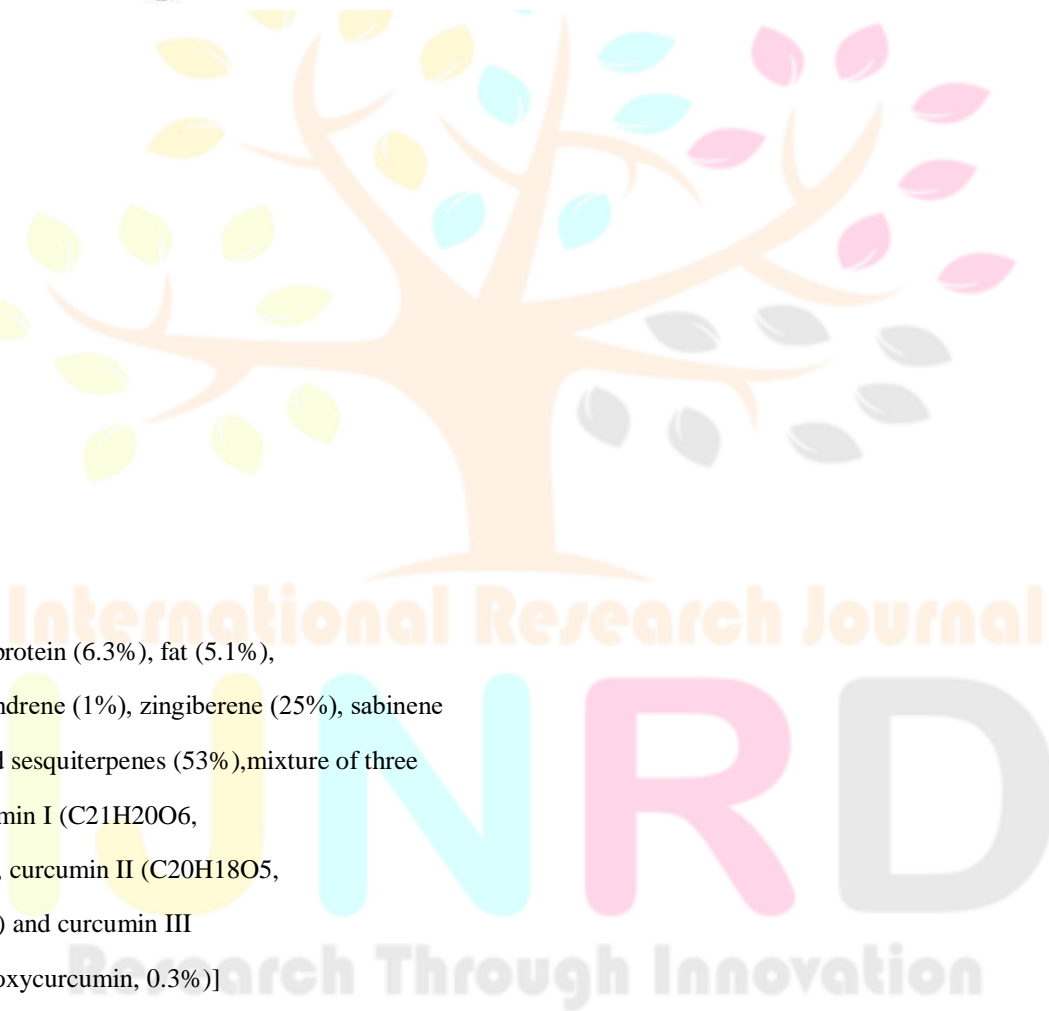 International Research Journal
protein (6.3%), fat (5.1%),
ndrene (1%), zingiberene (25%), sabinene
d sesquiterpenes (53%),mixture of three
min I (C21H20O6,
, curcumin II (C20H18O5,
) and curcumin III
oxycurcumin, 0.3%)]
IJNRD
Research Through Innovation